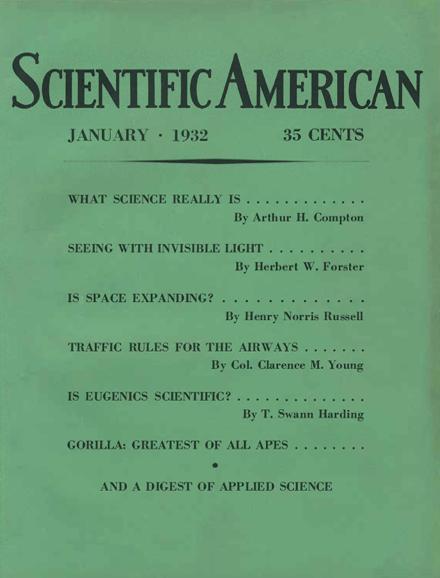 SCIENTIFIC AMERICAN
JANUARY · 1932 35 CENTS
WHAT SCIENCE REALLY IS . . . . . . . . . . . . .
By Arthur H. Compton
SEEING WITH INVISIBLE LIGHT . . . . . . . . . .
By Herbert W. Forster
IS SPACE EXPANDING? . . . . . . . . . . . . . .
By Henry Norris Russell
TRAFFIC RULES FOR THE AIRWAYS . . . . . . .
By Col. Clarence M. Young
IS EUGENICS SCIENTIFIC? . . . . . . . . . . . . . .
By T. Swann Harding
GORILLA: GREATEST OF ALL APES . . . . . . . .
•
AND A DIGEST OF APPLIED SCIENCE